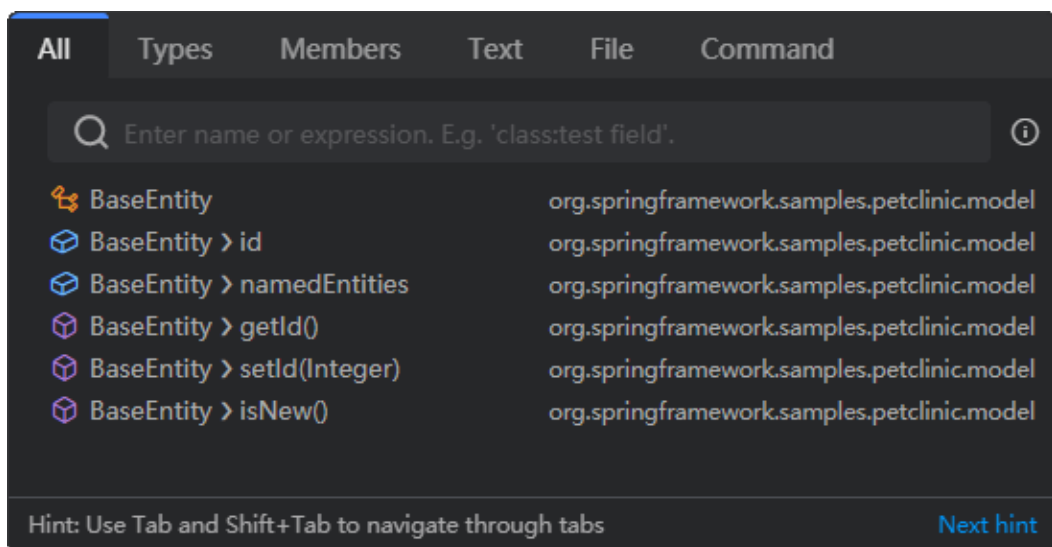 All Types Members Text File Command
Enter name or expression. E.g. 'class:test field'.
BaseEntity org.springframework.samples.petclinic.model
BaseEntity > id org.springframework.samples.petclinic.model
BaseEntity > namedEntities org.springframework.samples.petclinic.model
BaseEntity > getId() org.springframework.samples.petclinic.model
BaseEntity > setId(Integer) org.springframework.samples.petclinic.model
BaseEntity > isNew() org.springframework.samples.petclinic.model
Hint: Use Tab and Shift+Tab to navigate through tabs Next hint